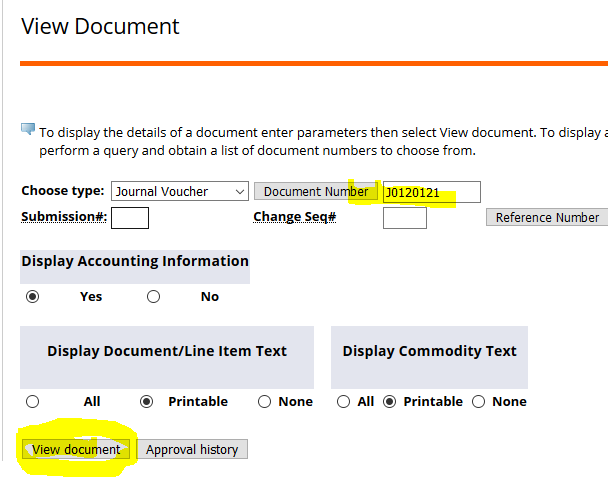 View Document
To display the details of a document enter parameters then select View document. To display a
perform a query and obtain a list of document numbers to choose from.
Choose type: Journal Voucher Document Number J0120121
Submission#: Change Seq# Reference Number
Display Accounting Information
Yes No
Display Document/Line Item Text Display Commodity Text
All Printable None All Printable None
View document Approval history